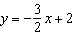 y = −3/2 x + 2